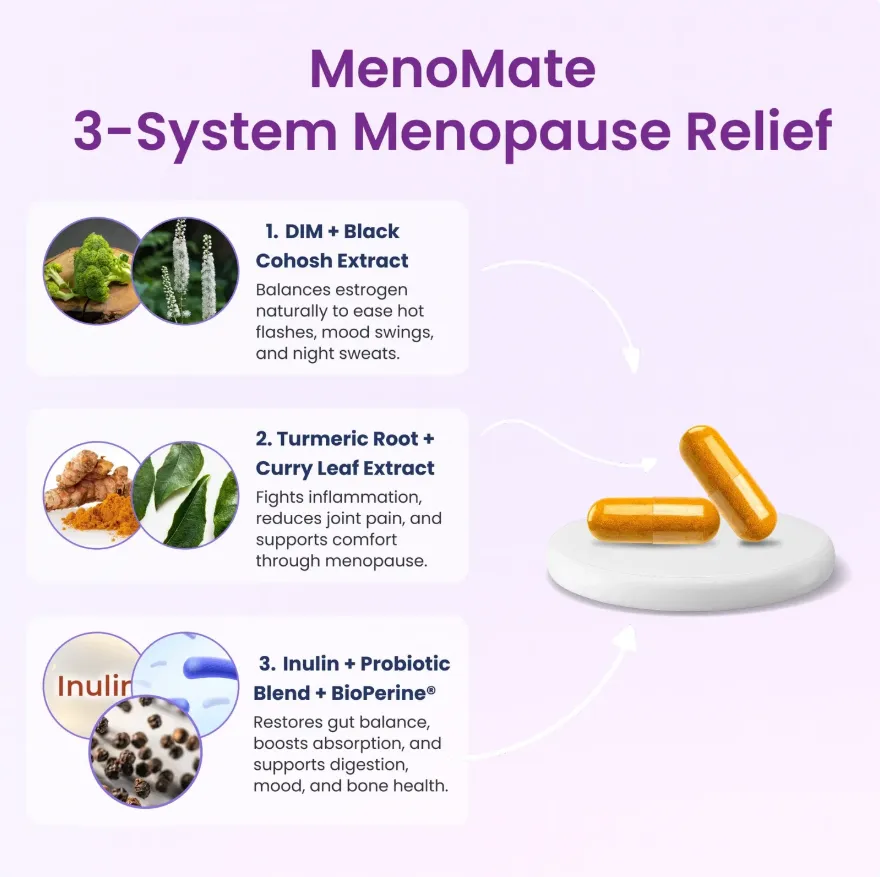 MenoMate
3-System Menopause Relief
1. DIM + Black
Cohosh Extract
Balances estrogen
naturally to ease hot
flashes, mood swings,
and night sweats.
2. Turmeric Root +
Curry Leaf Extract
Fights inflammation,
reduces joint pain, and
supports comfort
through menopause.
Inulin
3. Inulin + Probiotic
Blend + BioPerine®
Restores gut balance,
boosts absorption, and
supports digestion,
mood, and bone health.